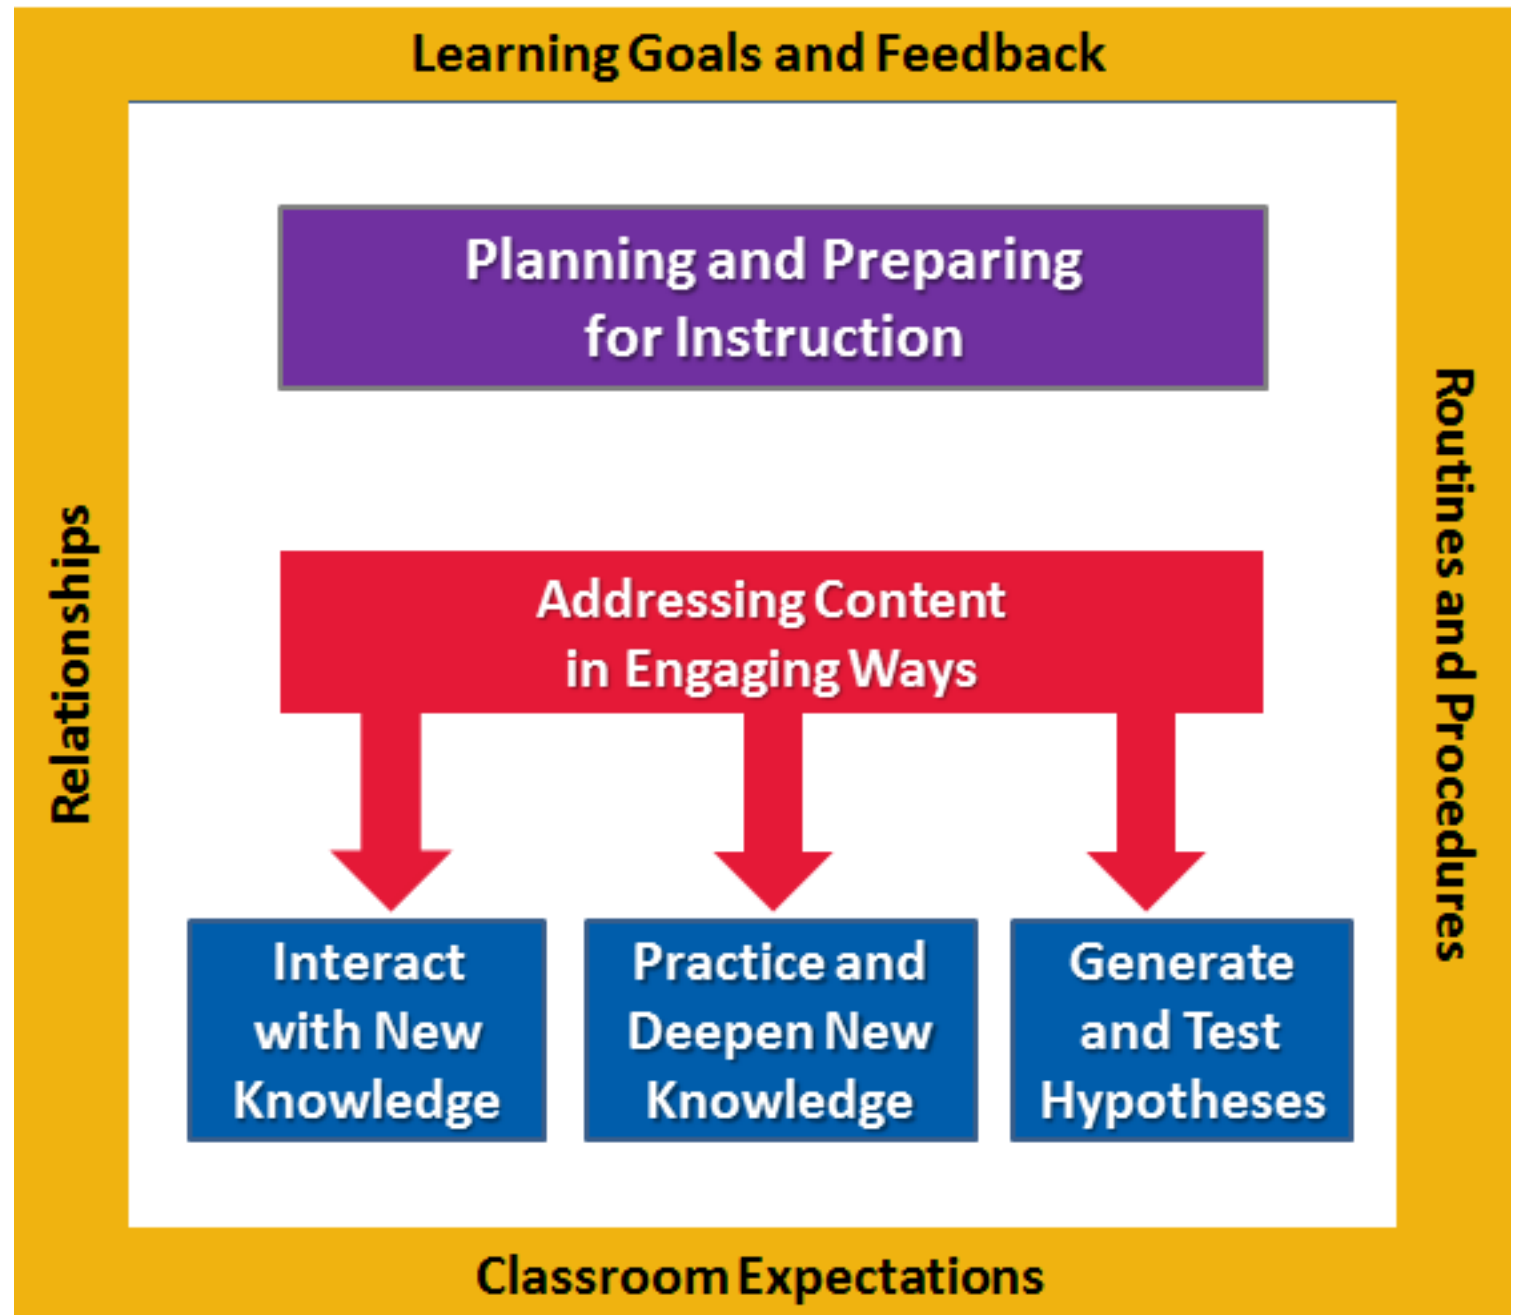 Learning Goals and Feedback
Planning and Preparing
for Instruction
Relationships
Routines and Procedures
Addressing Content
in Engaging Ways
Interact
with New
Knowledge
Practice and
Deepen New
Knowledge
Generate
and Test
Hypotheses
Classroom Expectations